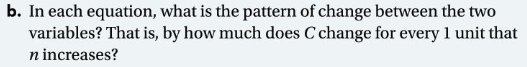 b. In each equation, what is the pattern of change between the two
variables? That is, by how much does C change for every 1 unit that
n increases?